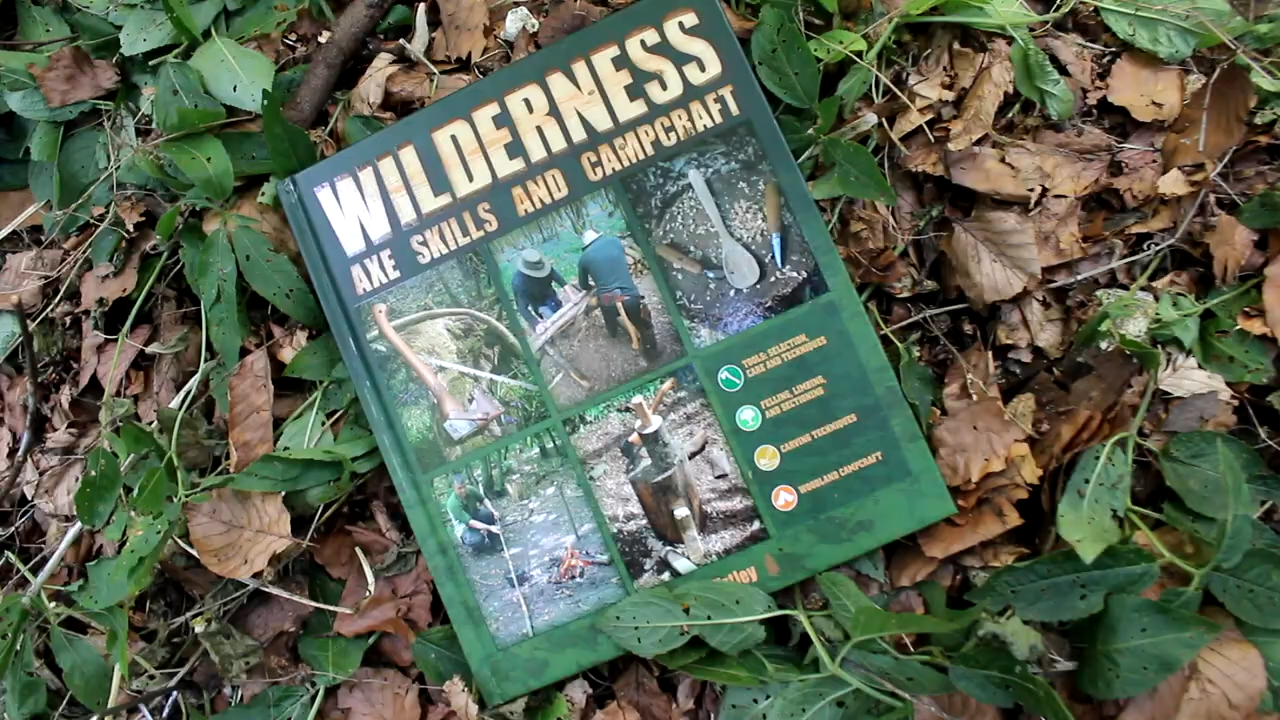 WILDERNESS
AXE SKILLS AND CAMPCRAFT
TOOLS: SELECTION,
CARE AND TECHNIQUES
FELLING, LIMBING,
AND SECTIONING
CARVING TECHNIQUES
WOODLAND CAMPCRAFT